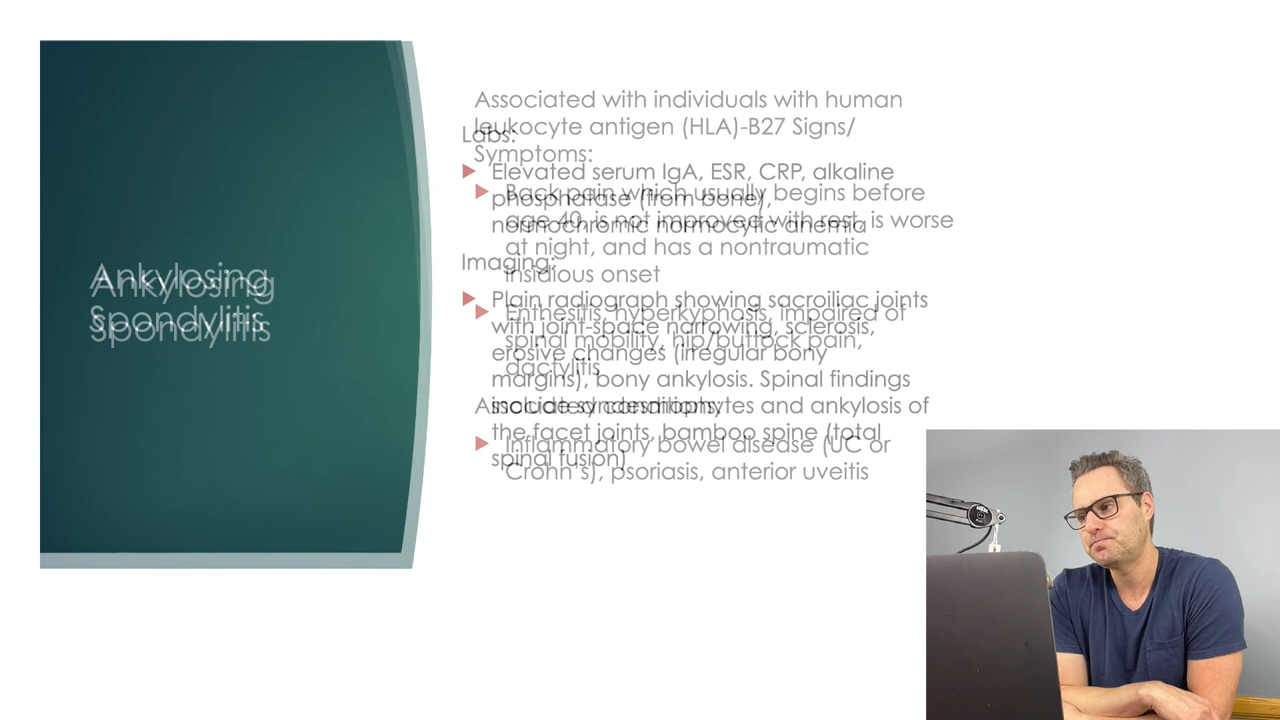 Ankylosing
Spondylitis
Associated with individuals with human
leukocyte antigen (HLA)-B27 Signs/
Symptoms:
Back pain which usually begins before
age 40, is not improved with rest, is worse
at night, and has a nontraumatic
insidious onset
Enthesitis, hyperkyphosis, impaired of
spinal mobility, hip/buttock pain,
dactylitis
Associated conditions:
Inflammatory bowel disease (UC or
Crohn's), psoriasis, anterior uveitis
Labs:
Elevated serum IgA, ESR, CRP, alkaline
phosphatase (from bone),
normochromic normocytic anemia
Imaging:
Plain radiograph showing sacroiliac joints
with joint-space narrowing, sclerosis,
erosive changes (irregular bony
margins), bony ankylosis. Spinal findings
include syndesmophytes and ankylosis of
the facet joints, bamboo spine (total
spinal fusion)